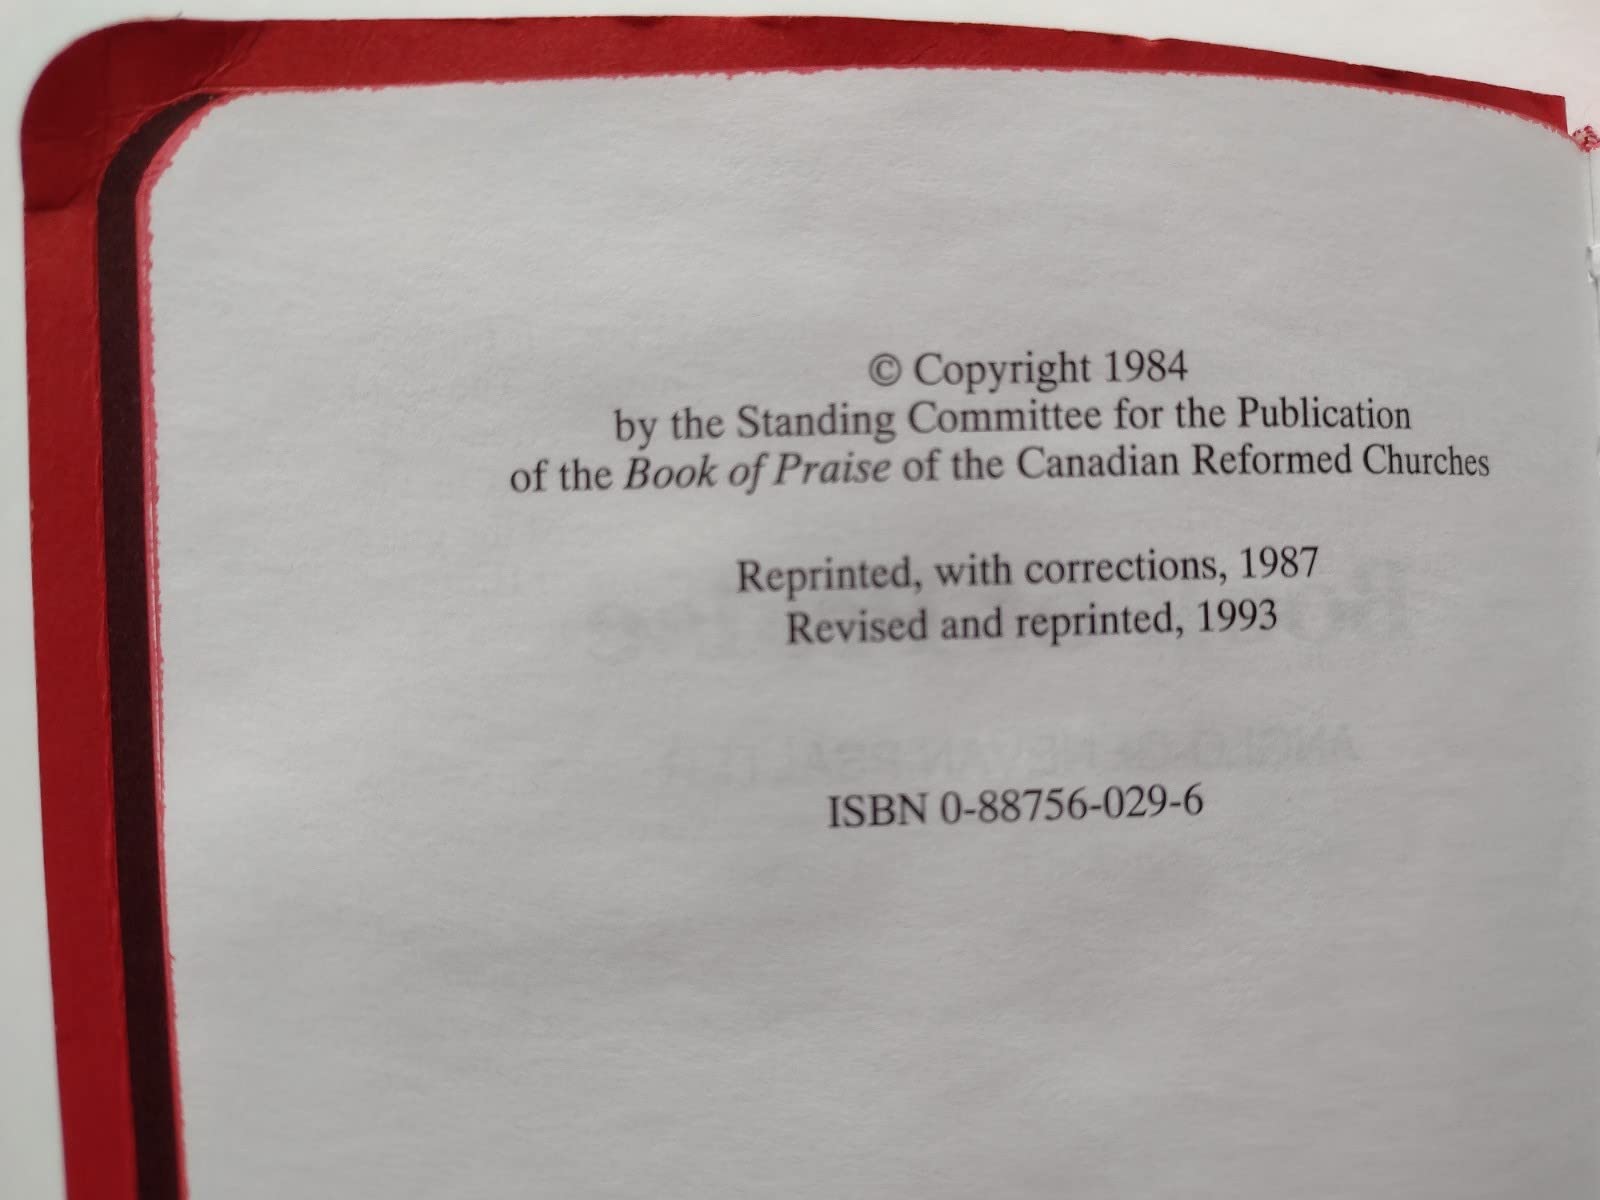 © Copyright 1984
by the Standing Committee for the Publication
of the Book of Praise of the Canadian Reformed Churches
Reprinted, with corrections, 1987
Revised and reprinted, 1993
ISBN 0-88756-029-6